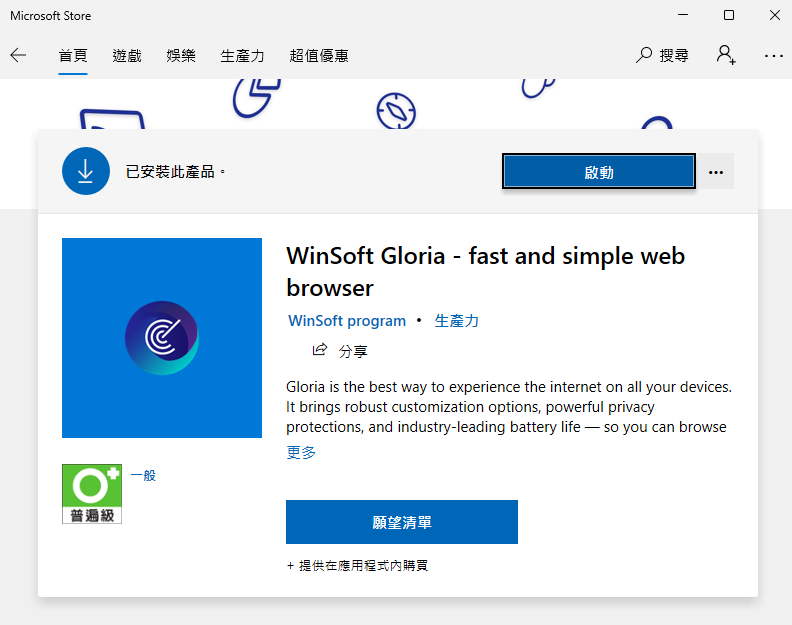 Microsoft Store
首頁 遊戲 娛樂 生產力 超值優惠 搜尋
已安裝此產品。 啟動
WinSoft Gloria - fast and simple web
browser
WinSoft program • 生產力
分享
Gloria is the best way to experience the internet on all your devices.
It brings robust customization options, powerful privacy
protections, and industry-leading battery life — so you can browse
更多
一般
普遍級
願望清單
+ 提供在應用程式內購買